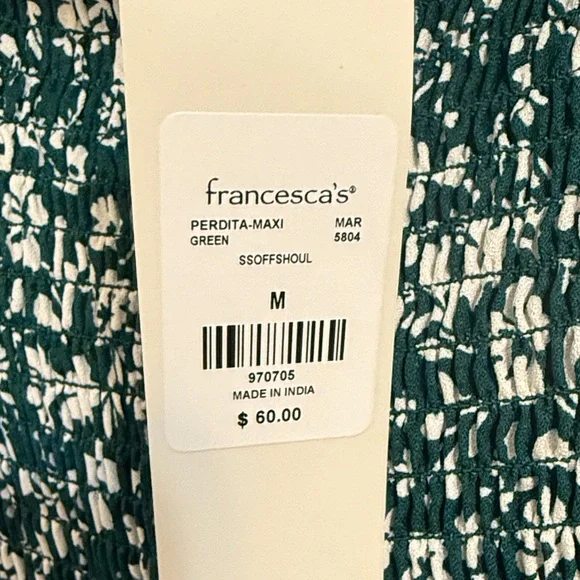 francesca's®
PERDITA-MAXI MAR
GREEN 5804
SSOFFSHOUL
M
970705
MADE IN INDIA
$ 60.00